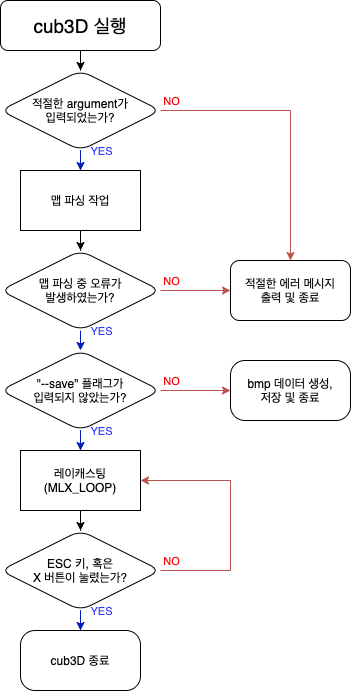 cub3D 실행
적절한 argument가
입력되었는가?
NO
YES
맵 파싱 작업
맵 파싱 중 오류가
발생하였는가?
NO
적절한 에러 메시지
출력 및 종료
YES
"--save" 플래그가
입력되지 않았는가?
NO
bmp 데이터 생성,
저장 및 종료
YES
레이캐스팅
(MLX_LOOP)
ESC 키, 혹은
X 버튼이 눌렸는가?
NO
YES
cub3D 종료